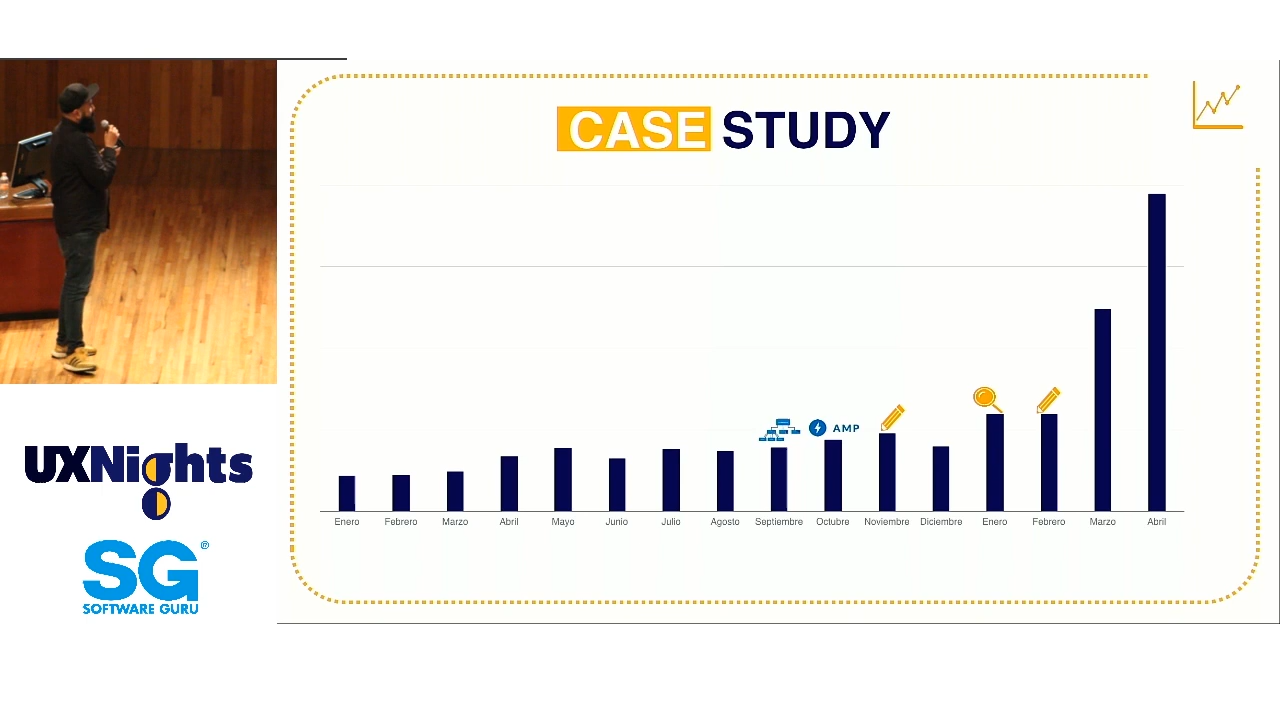 CASE STUDY
AMP
Enero Febrero Marzo Abril Mayo Junio Julio Agosto Septiembre Octubre Noviembre Diciembre Enero Febrero Marzo Abril
UXNights
SG®
SOFTWARE GURU